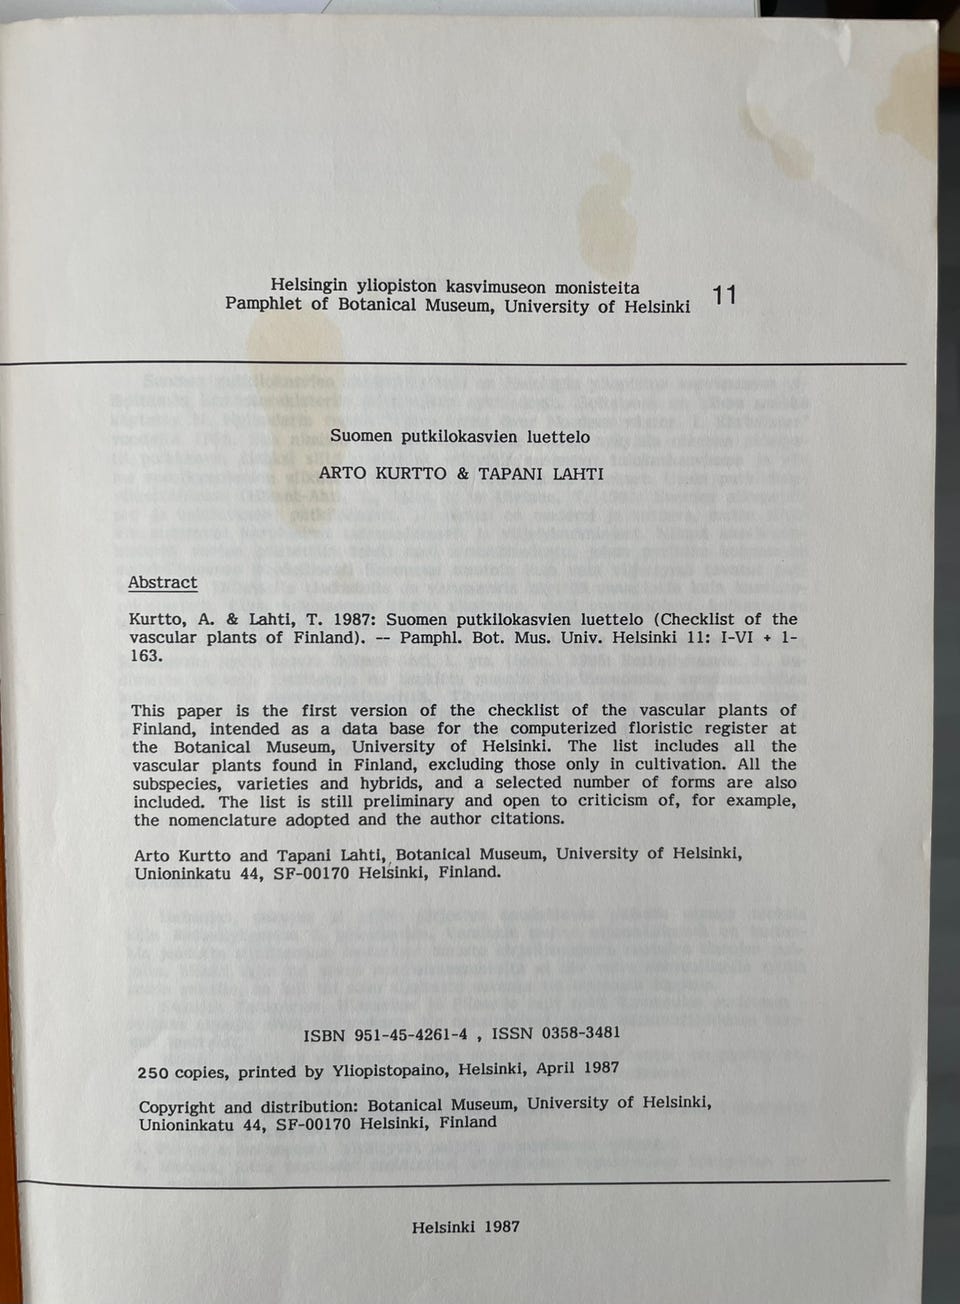 Helsingin yliopiston kasvimuseon monisteita
Pamphlet of Botanical Museum, University of Helsinki 11
Suomen putkilokasvien luettelo
ARTO KURTTO & TAPANI LAHTI
Abstract
Kurtto, A. & Lahti, T. 1987: Suomen putkilokasvien luettelo (Checklist of the
vascular plants of Finland). -- Pamphl. Bot. Mus. Univ. Helsinki 11: I-VI + 1-
163.
This paper is the first version of the checklist of the vascular plants of
Finland, intended as a data base for the computerized floristic register at
the Botanical Museum, University of Helsinki. The list includes all the
vascular plants found in Finland, excluding those only in cultivation. All the
subspecies, varieties and hybrids, and a selected number of forms are also
included. The list is still preliminary and open to criticism of, for example,
the nomenclature adopted and the author citations.
Arto Kurtto and Tapani Lahti, Botanical Museum, University of Helsinki,
Unioninkatu 44, SF-00170 Helsinki, Finland.
ISBN 951-45-4261-4 , ISSN 0358-3481
250 copies, printed by Yliopistopaino, Helsinki, April 1987
Copyright and distribution: Botanical Museum, University of Helsinki,
Unioninkatu 44, SF-00170 Helsinki, Finland
Helsinki 1987